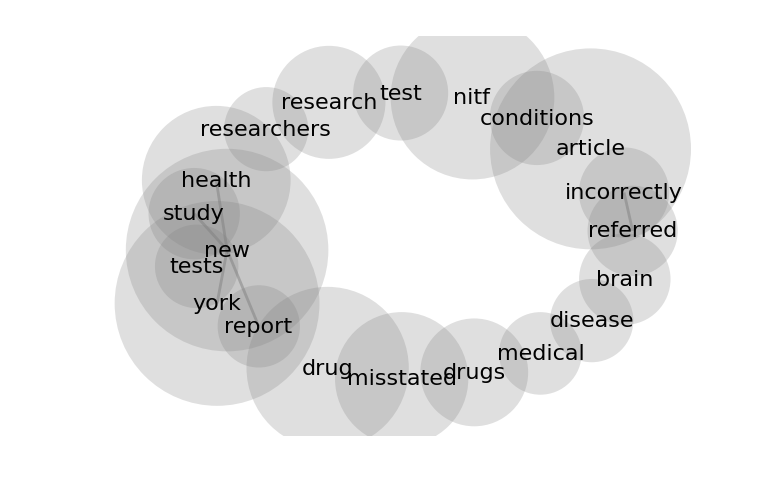 test
nitf
research
conditions
researchers
article
health
incorrectly
study
referred
new
tests
brain
york
disease
report
medical
drug
drugs
misstated